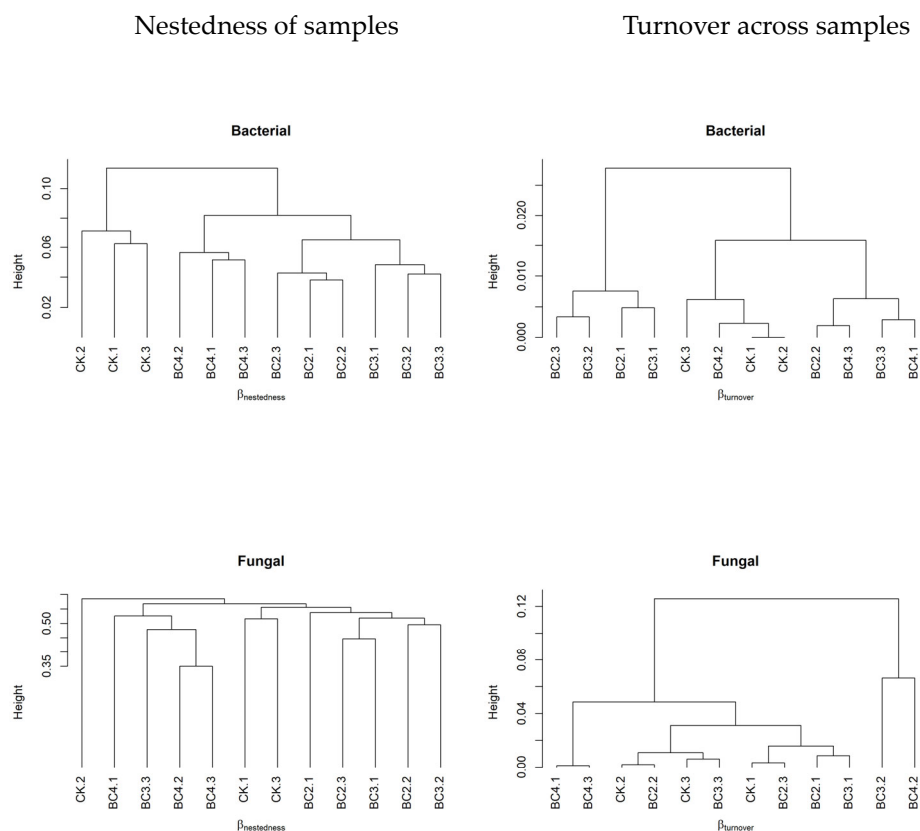 Nestedness of samples
Turnover across samples
Bacterial
Height
0.02 0.06 0.10
CK.2 CK.1 CK.3 BC4.2 BC4.1 BC4.3 BC2.3 BC2.1 BC2.2 BC3.1 BC3.2 BC3.3
βnestedness
Bacterial
Height
0.000 0.010 0.020
BC2.3 BC3.2 BC2.1 BC3.1 CK.3 BC4.2 CK.1 CK.2 BC2.2 BC4.3 BC3.3 BC4.1
βturnover
Fungal
Height
0.35 0.50
CK.2 BC4.1 BC3.3 BC4.2 BC4.3 CK.1 CK.3 BC2.1 BC2.3 BC3.1 BC2.2 BC3.2
βnestedness
Fungal
Height
0.00 0.04 0.08 0.12
BC4.1 BC4.3 CK.2 BC2.2 CK.3 BC3.3 CK.1 BC2.3 BC2.1 BC3.1 BC3.2 BC4.2
βturnover